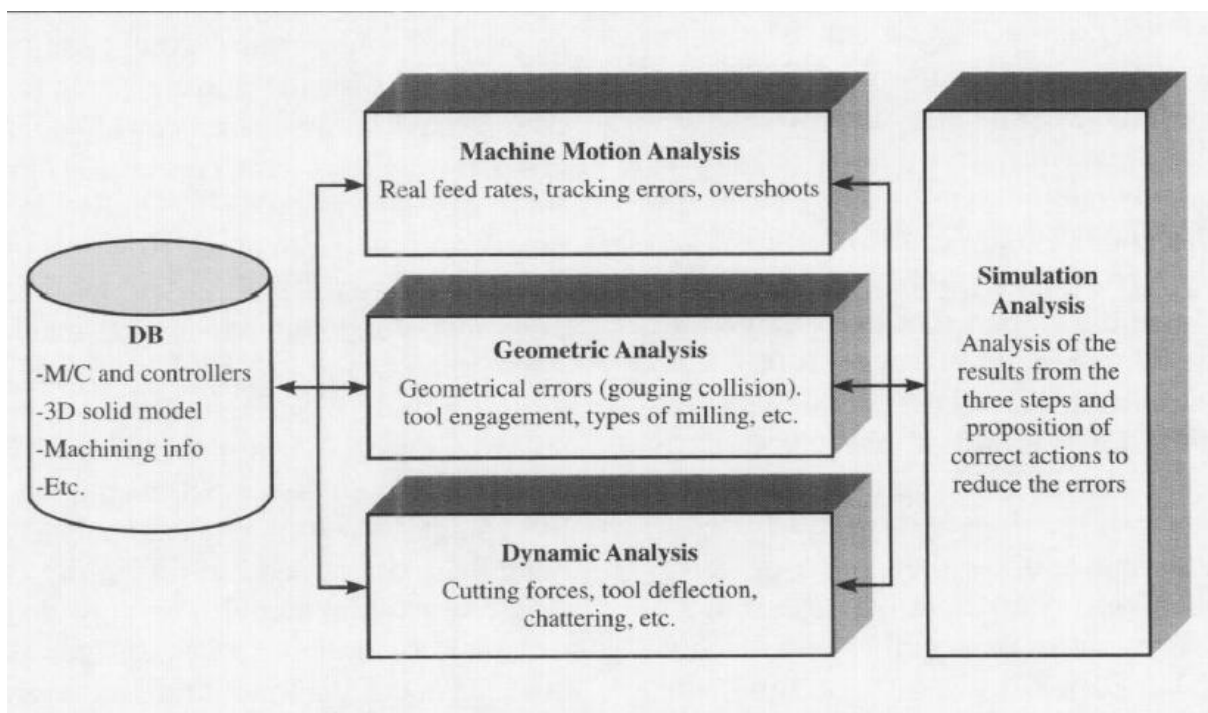 Machine Motion Analysis
Real feed rates, tracking errors, overshoots
DB
-M/C and controllers
-3D solid model
-Machining info
-Etc.
Geometric Analysis
Geometrical errors (gouging collision).
tool engagement, types of milling, etc.
Dynamic Analysis
Cutting forces, tool deflection,
chattering, etc.
Simulation
Analysis
Analysis of the
results from the
three steps and
proposition of
correct actions to
reduce the errors